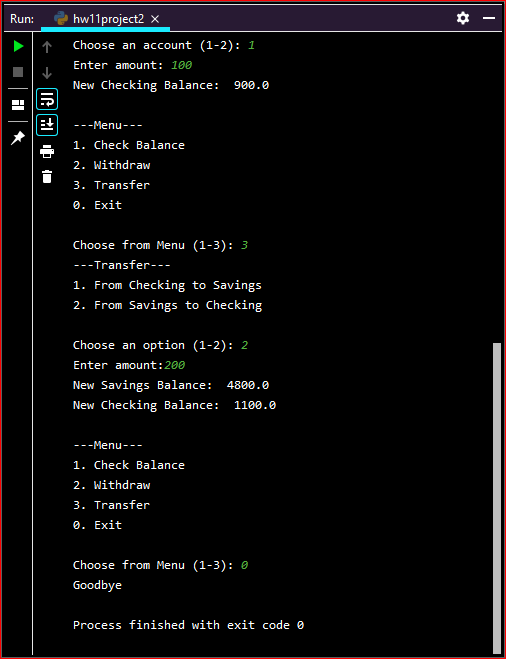 Run: hw11project2
Choose an account (1-2): 1
Enter amount: 100
New Checking Balance:  900.0
---Menu---
1. Check Balance
2. Withdraw
3. Transfer
0. Exit
Choose from Menu (1-3): 3
---Transfer---
1. From Checking to Savings
2. From Savings to Checking
Choose an option (1-2): 2
Enter amount:200
New Savings Balance:  4800.0
New Checking Balance:  1100.0
---Menu---
1. Check Balance
2. Withdraw
3. Transfer
0. Exit
Choose from Menu (1-3): 0
Goodbye
Process finished with exit code 0